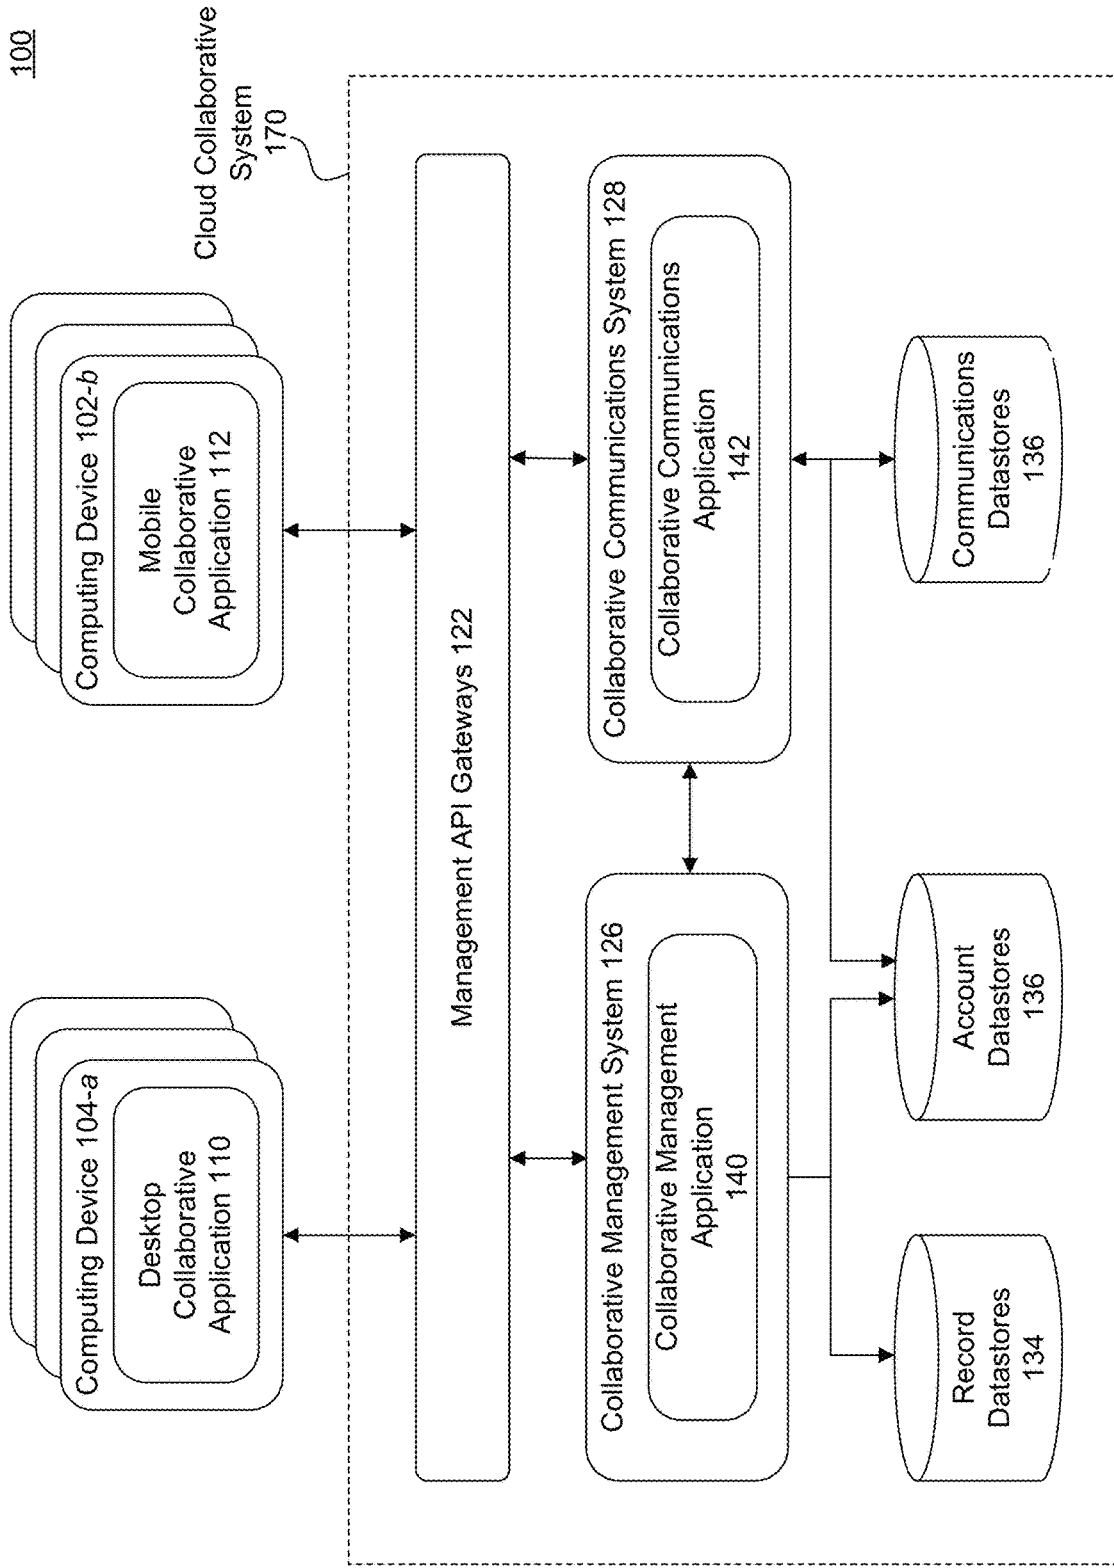 100
Computing Device 104-a
Desktop
Collaborative
Application 110
Computing Device 102-b
Mobile
Collaborative
Application 112
Cloud Collaborative
System
170
Management API Gateways 122
Collaborative Management System 126
Collaborative Management
Application
140
Collaborative Communications System 128
Collaborative Communications
Application
142
Record
Datastores
134
Account
Datastores
136
Communications
Datastores
136